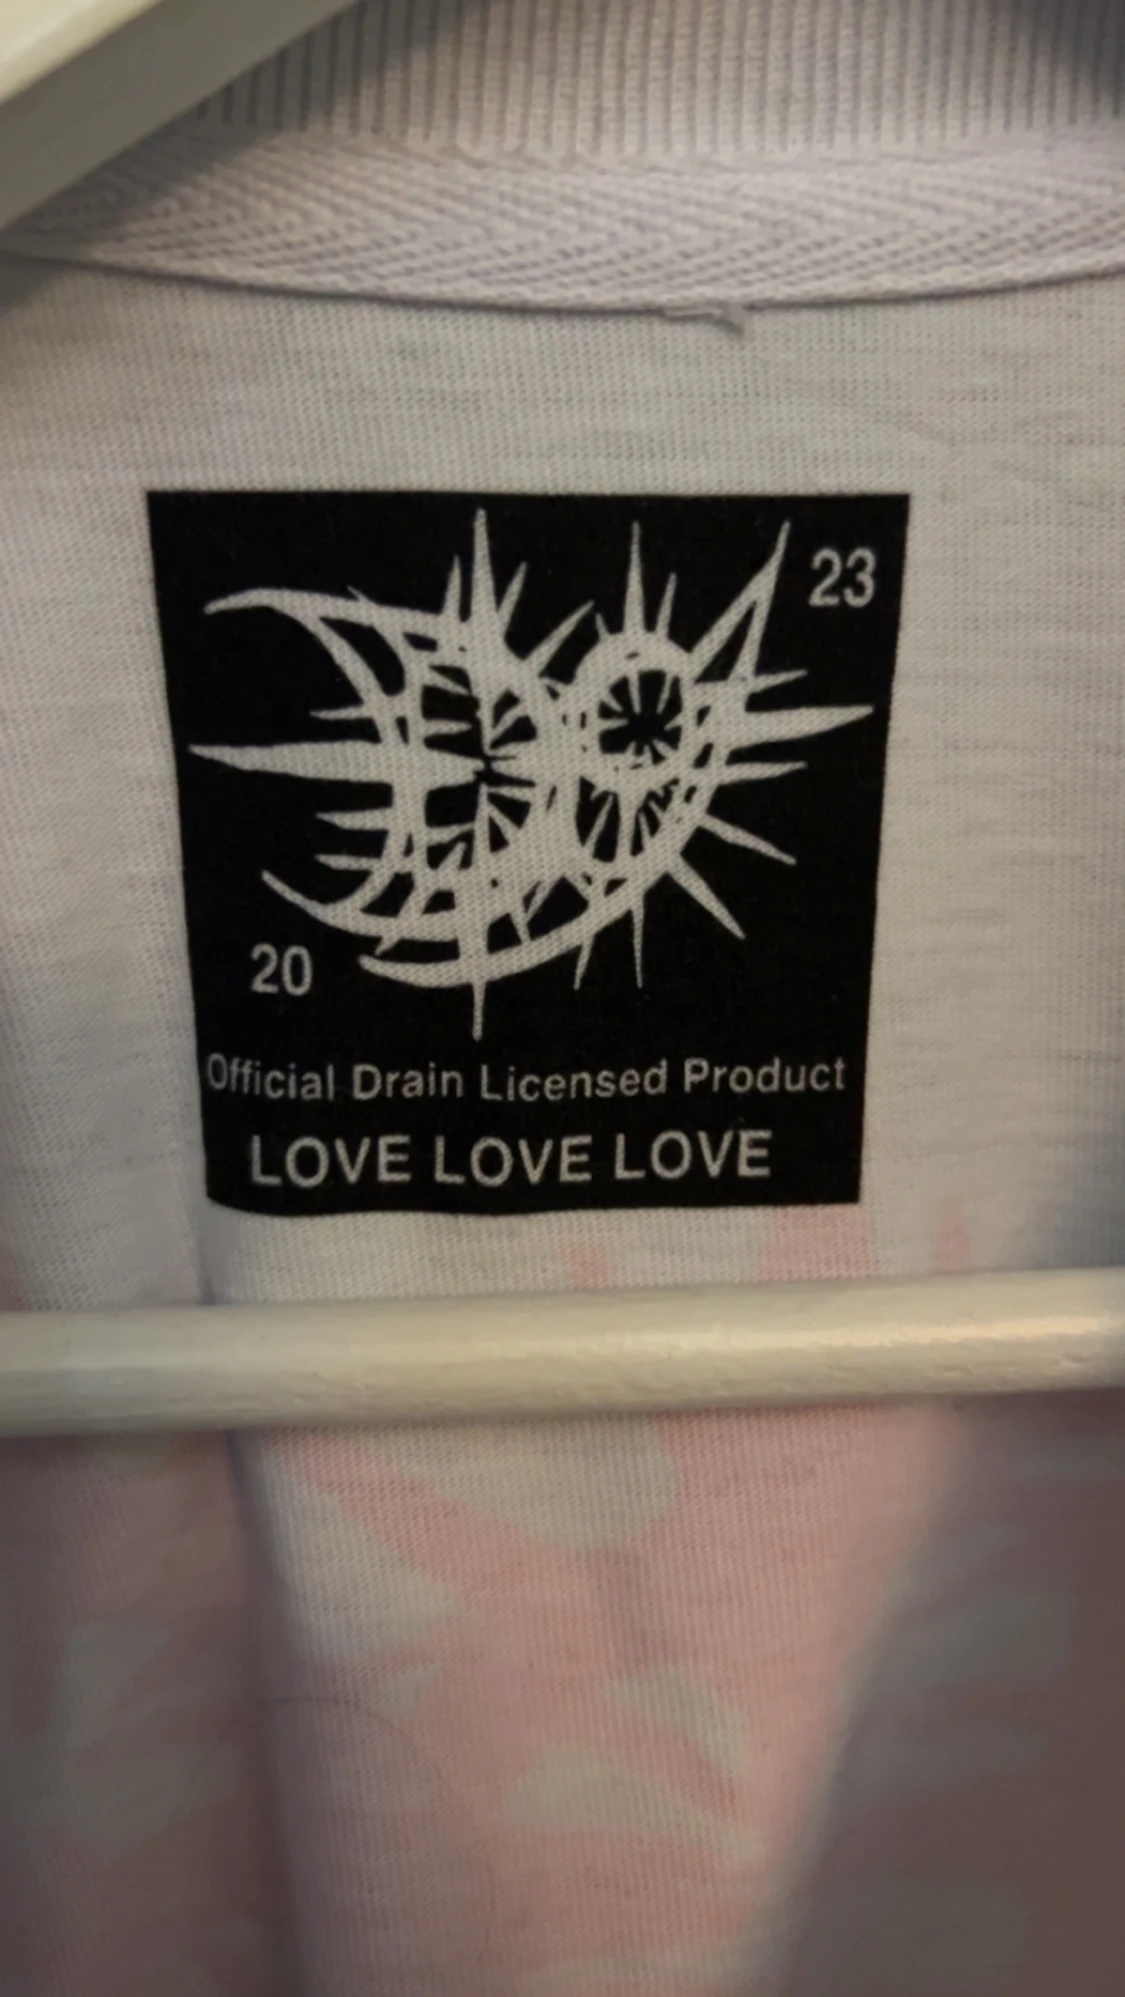 23
20
Official Drain Licensed Product
LOVE LOVE LOVE